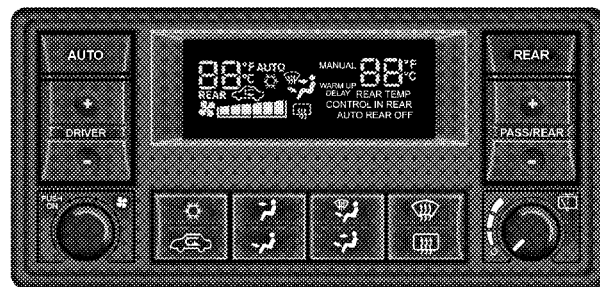 AUTO
+
DRIVER
-
PUSH
ON
88 °F AUTO
°C
REAR
MANUAL 88 °F
°C
WARM UP
DELAY REAR TEMP
CONTROL IN REAR
AUTO REAR OFF
REAR
+
PASS/REAR
-